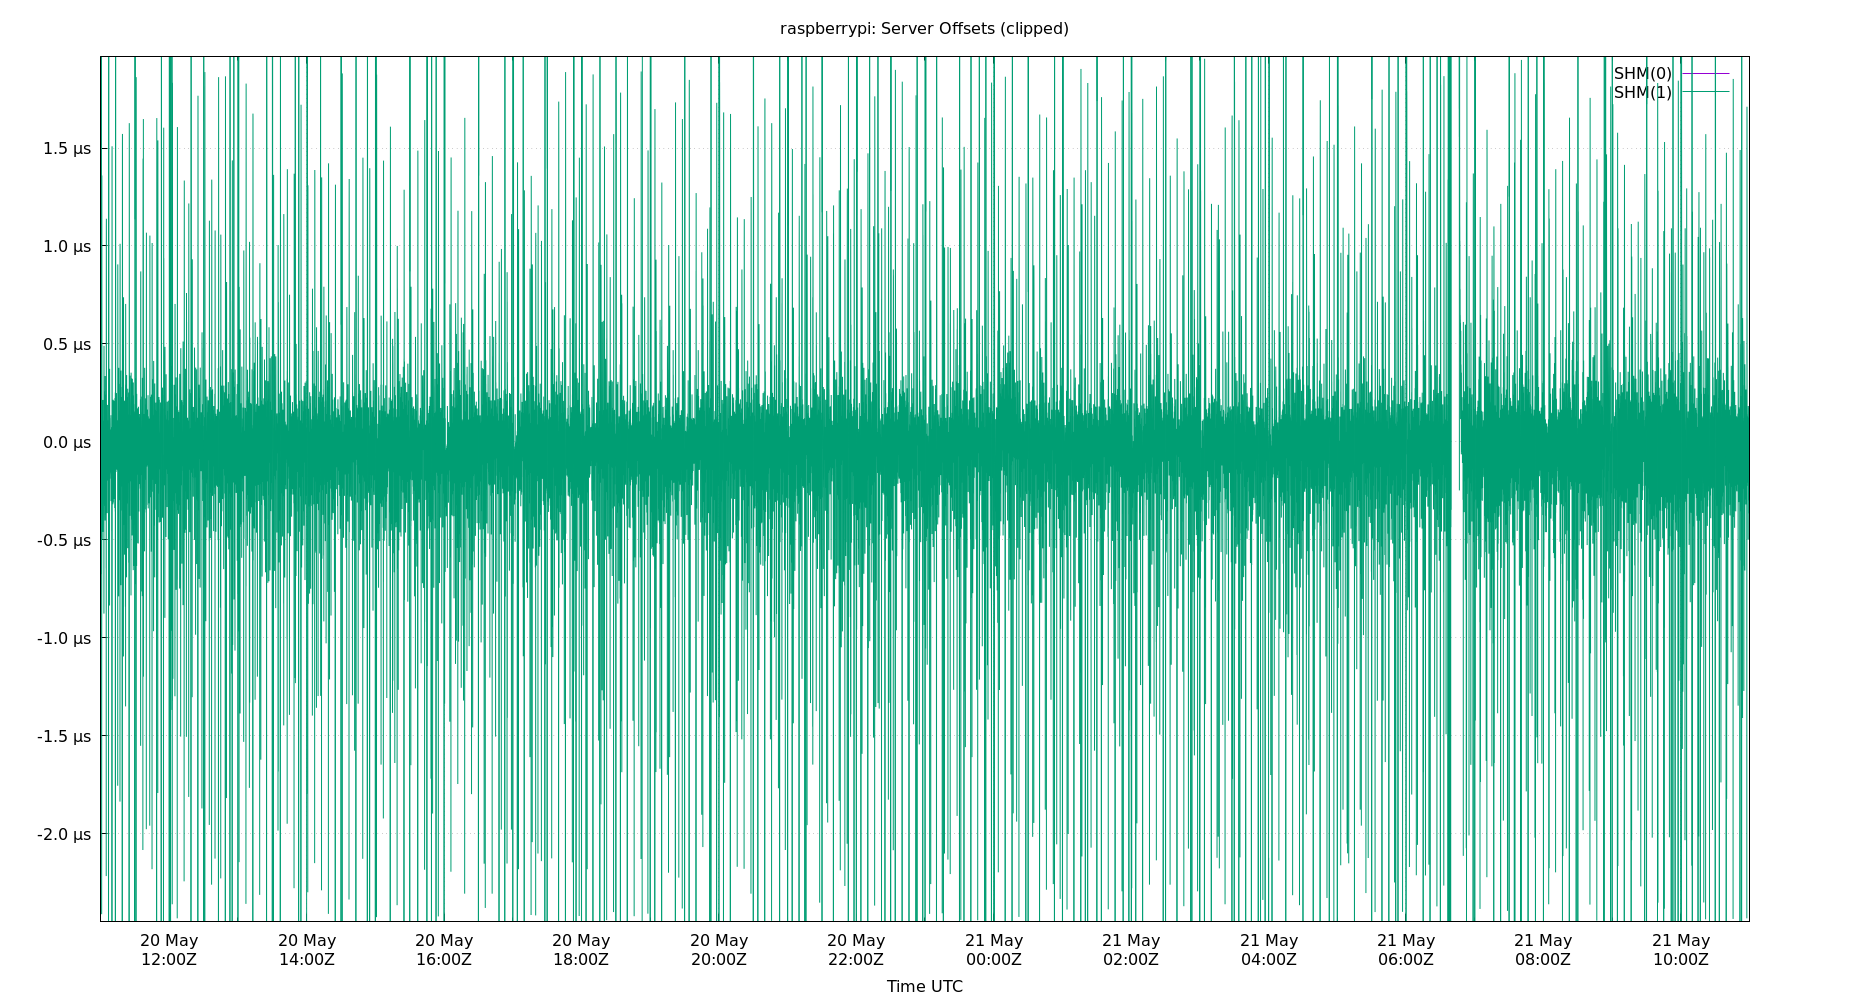 raspberrypi: Server Offsets (clipped)
SHM(0)
SHM(1)
1.5 µs
1.0 µs
0.5 µs
0.0 µs
-0.5 µs
-1.0 µs
-1.5 µs
-2.0 µs
20 May 20 May 20 May 20 May 20 May 20 May 21 May 21 May 21 May 21 May 21 May 21 May
12:00Z 14:00Z 16:00Z 18:00Z 20:00Z 22:00Z 00:00Z 02:00Z 04:00Z 06:00Z 08:00Z 10:00Z
Time UTC